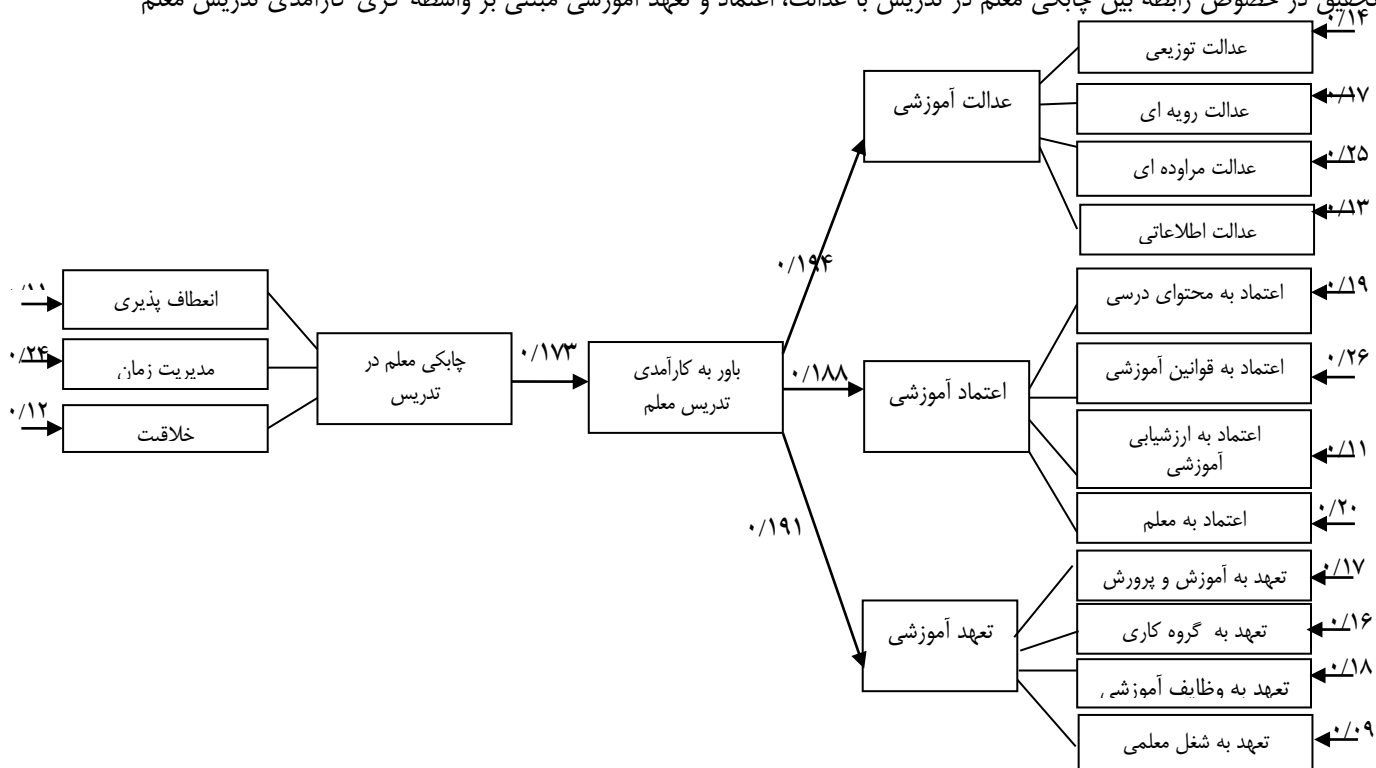 تحقیق در خصوص رابطه بین چابکی معلم در تدریس با عدالت، اعتماد و تعهد آموزشی مبتنی بر واسطه گری کارآمدی تدریس معلم
۰/۱۴
عدالت توزیعی
۰/۱۷
عدالت رویه ای
۰/۲۵
عدالت مراوده ای
۰/۱۳
عدالت اطلاعاتی
عدالت آموزشی
۰/۱۹۴
۰/۱۹
اعتماد به محتوای درسی
۰/۲۶
اعتماد به قوانین آموزشی
۰/۱۱
اعتماد به ارزشیابی
آموزشی
۰/۲۰
اعتماد به معلم
اعتماد آموزشی
۰/۱۸۸
باور به کارآمدی
تدریس معلم
۰/۱۷۳
چابکی معلم در
تدریس
انعطاف پذیری
۰/۱۱
مدیریت زمان
۰/۲۴
خلاقیت
۰/۱۲
۰/۱۹۱
۰/۱۷
تعهد به آموزش و پرورش
۰/۱۶
تعهد به گروه کاری
۰/۱۸
تعهد به وظایف آموزشی
۰/۰۹
تعهد به شغل معلمی
تعهد آموزشی